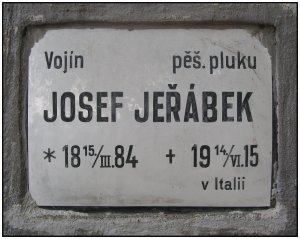 Vojín pěš. pluku
JOSEF JEŘÁBEK
* 18 15/III. 84 + 19 14/VI. 15
v Italii